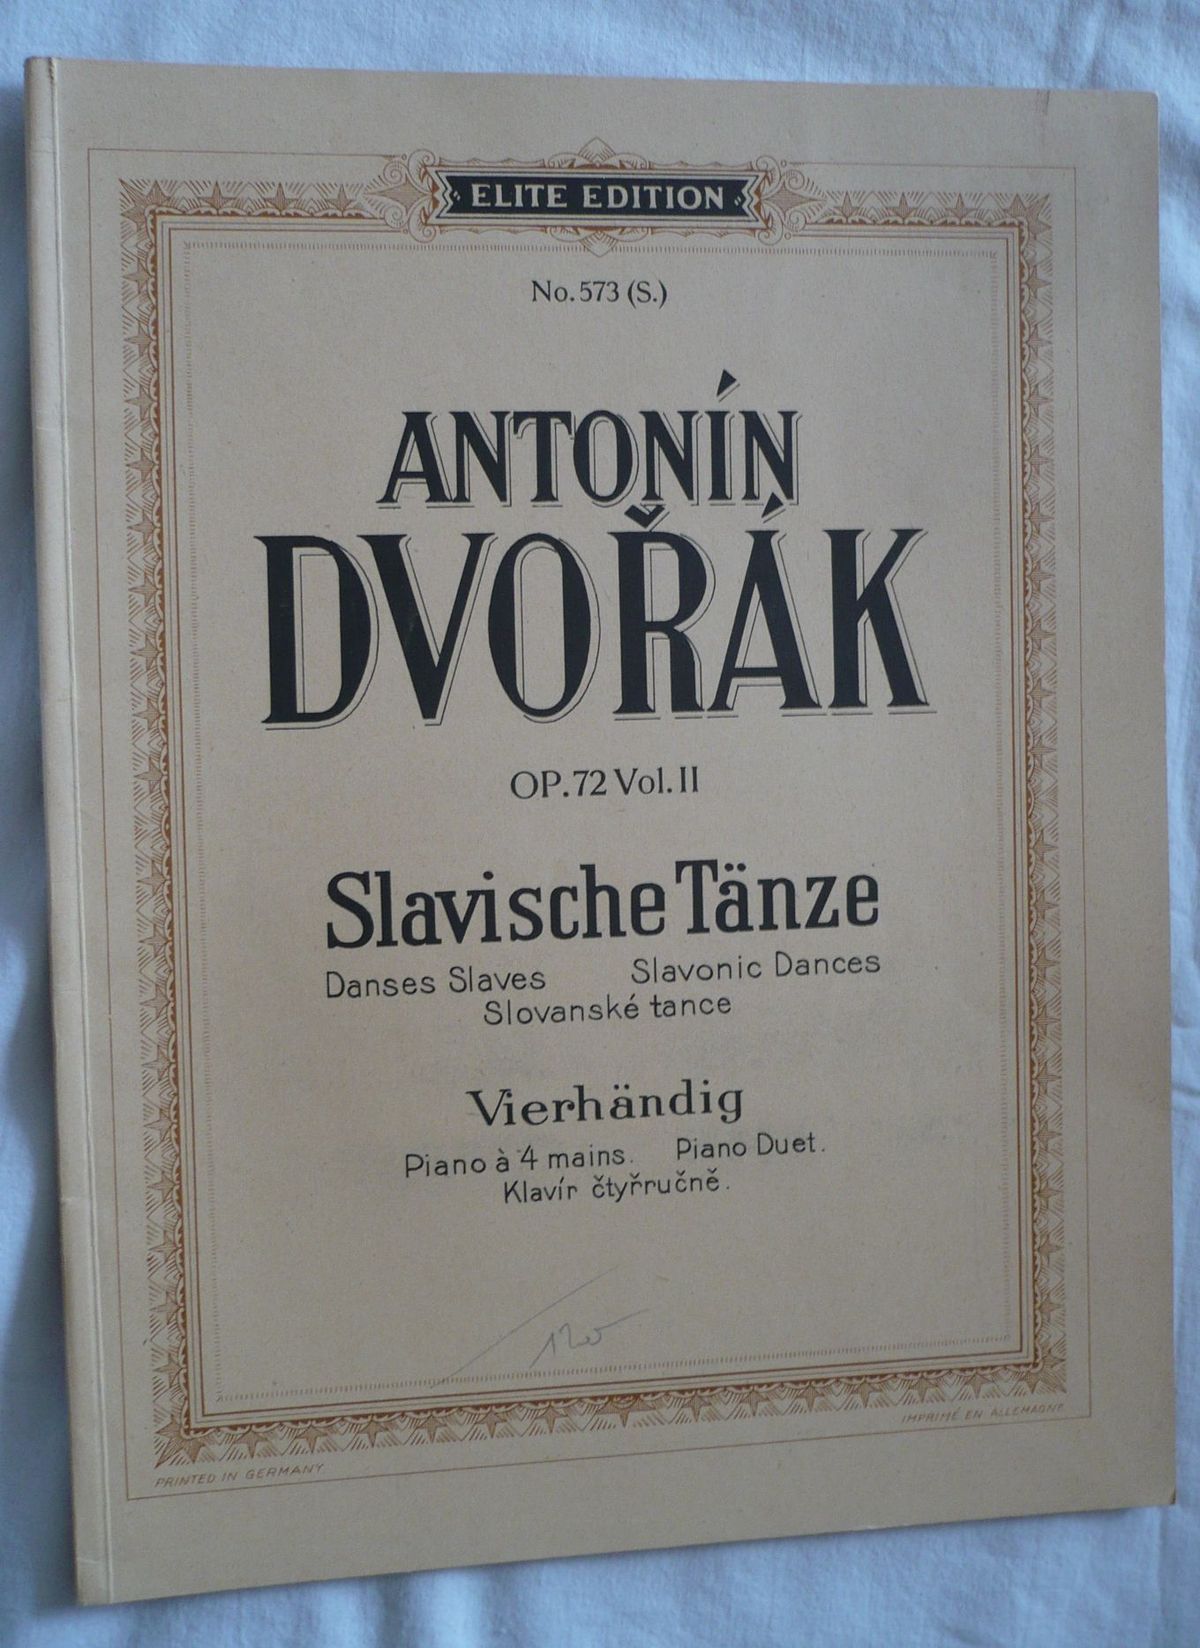 ELITE EDITION
No. 573 (S.)
ANTONÍN
DVOŘÁK
OP. 72 Vol. II
Slavische Tänze
Danses Slaves Slavonic Dances
Slovanské tance
Vierhändig
Piano à 4 mains. Piano Duet.
Klavír čtyřručně.
PRINTED IN GERMANY
IMPRIMÉ EN ALLEMAGNE